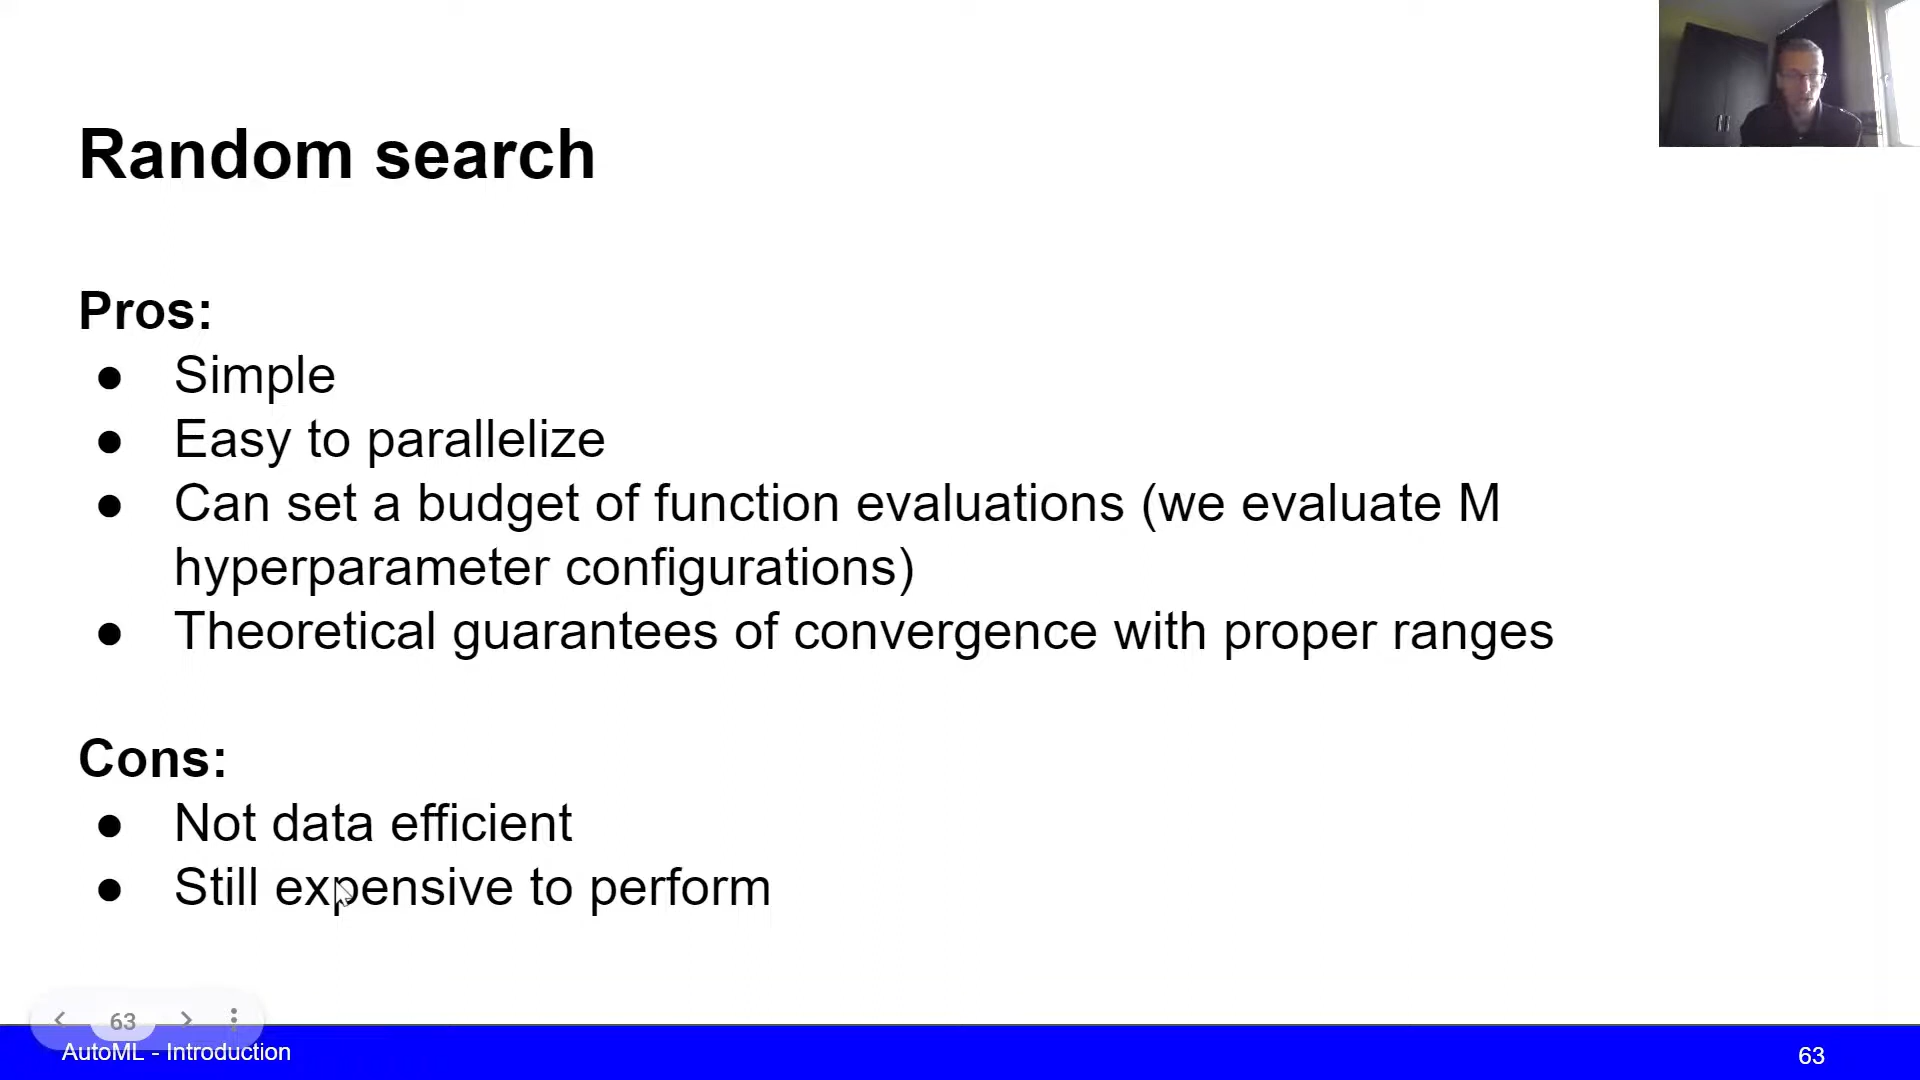 Random search
Pros:
● Simple
● Easy to parallelize
● Can set a budget of function evaluations (we evaluate M
hyperparameter configurations)
● Theoretical guarantees of convergence with proper ranges
Cons:
● Not data efficient
● Still expensive to perform
63
AutoML - Introduction
63